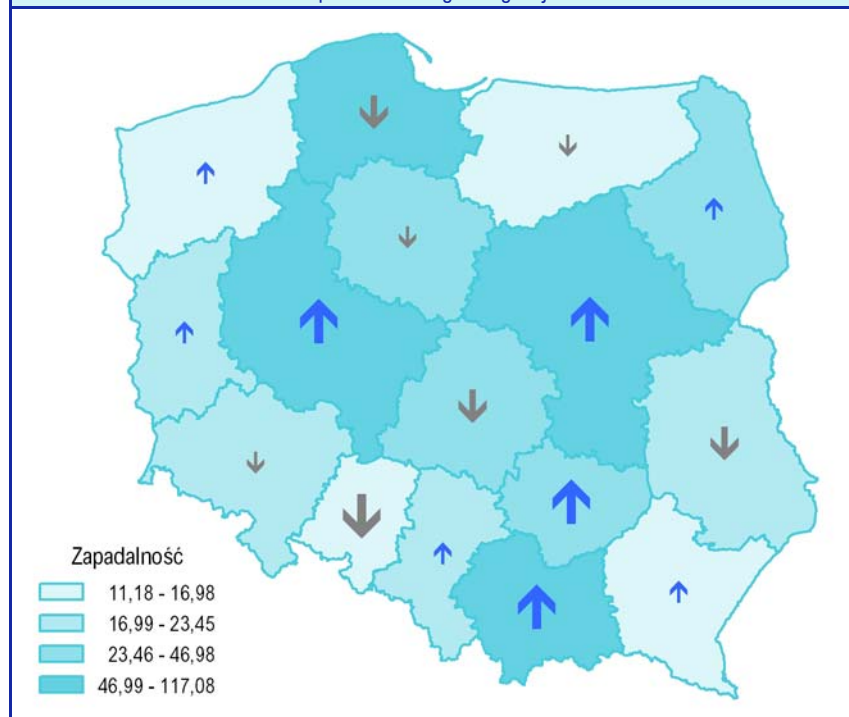 Zapadalność
11,18 - 16,98
16,99 - 23,45
23,46 - 46,98
46,99 - 117,08